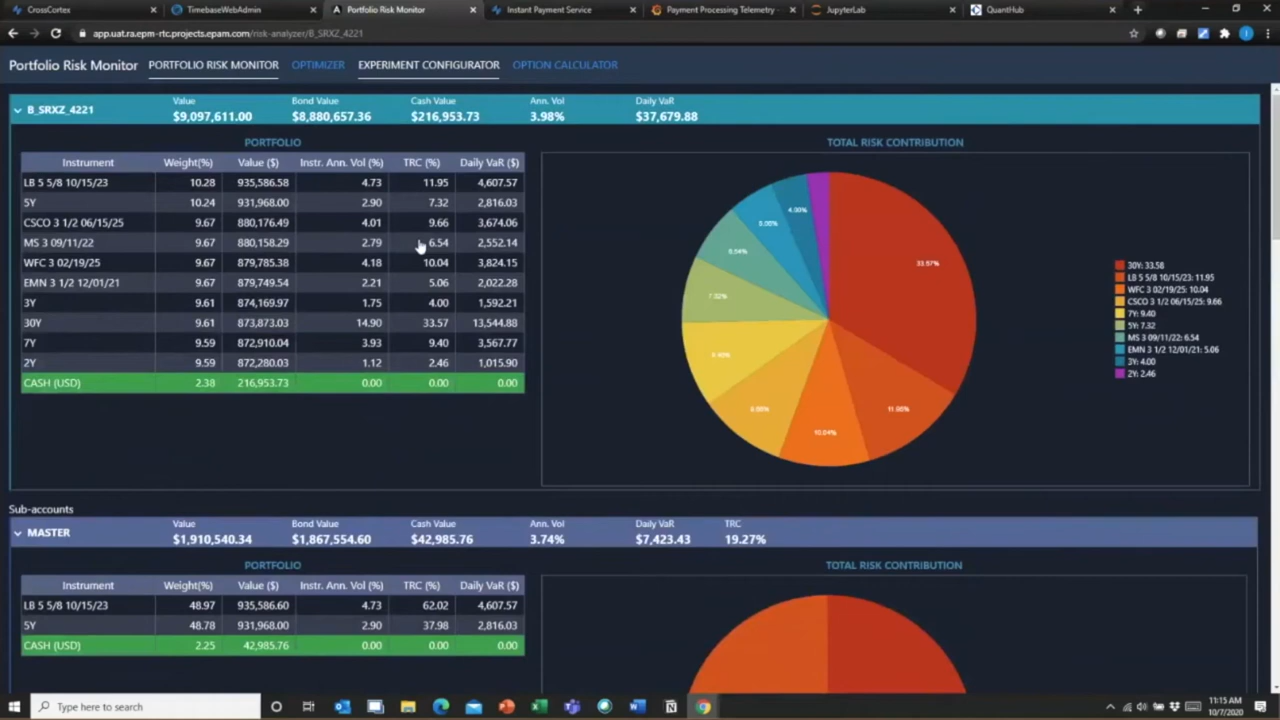 CrossCortex
TimebaseWebAdmin
Portfolio Risk Monitor
Instant Payment Service
Payment Processing Telemetry -
JupyterLab
QuantHub
app.uat.ra.epm-rtc.projects.epam.com/risk-analyzer/B_SRXZ_4221
Portfolio Risk Monitor
PORTFOLIO RISK MONITOR
OPTIMIZER
EXPERIMENT CONFIGURATOR
OPTION CALCULATOR
B_SRXZ_4221
Value Bond Value Cash Value Ann. Vol Daily VaR
$9,097,611.00 $8,880,657.36 $216,953.73 3.98% $37,679.88
PORTFOLIO
Instrument Weight(%) Value ($) Instr. Ann. Vol (%) TRC (%) Daily VaR ($)
LB 5 5/8 10/15/23 10.28 935,586.58 4.73 11.95 4,607.57
5Y 10.24 931,968.00 2.90 7.32 2,816.03
CSCO 3 1/2 06/15/25 9.67 880,176.49 4.01 9.66 3,674.06
MS 3 09/11/22 9.67 880,158.29 2.79 6.54 2,552.14
WFC 3 02/19/25 9.67 879,785.38 4.18 10.04 3,824.15
EMN 3 1/2 12/01/21 9.67 879,749.54 2.21 5.06 2,022.28
3Y 9.61 874,169.97 1.75 4.00 1,592.21
30Y 9.61 873,873.03 14.90 33.57 13,544.88
7Y 9.59 872,910.04 3.93 9.40 3,567.77
2Y 9.59 872,280.03 1.12 2.46 1,015.90
CASH (USD) 2.38 216,953.73 0.00 0.00 0.00
TOTAL RISK CONTRIBUTION
4.00%
6.54%
33.57%
7.32%
10.04%
30Y: 33.58
LB 5 5/8 10/15/23: 11.95
WFC 3 02/19/25: 10.04
CSCO 3 1/2 06/15/25: 9.66
7Y: 9.40
5Y: 7.32
MS 3 09/11/22: 6.54
EMN 3 1/2 12/01/21: 5.06
3Y: 4.00
2Y: 2.46
Sub-accounts
MASTER
Value Bond Value Cash Value Ann. Vol Daily VaR TRC
$1,910,540.34 $1,867,554.60 $42,985.76 3.74% $7,423.43 19.27%
PORTFOLIO
Instrument Weight(%) Value ($) Instr. Ann. Vol (%) TRC (%) Daily VaR ($)
LB 5 5/8 10/15/23 48.97 935,586.60 4.73 62.02 4,607.57
5Y 48.78 931,968.00 2.90 37.98 2,816.03
CASH (USD) 2.25 42,985.76 0.00 0.00 0.00
TOTAL RISK CONTRIBUTION
Type here to search
11:15 AM
10/7/2020